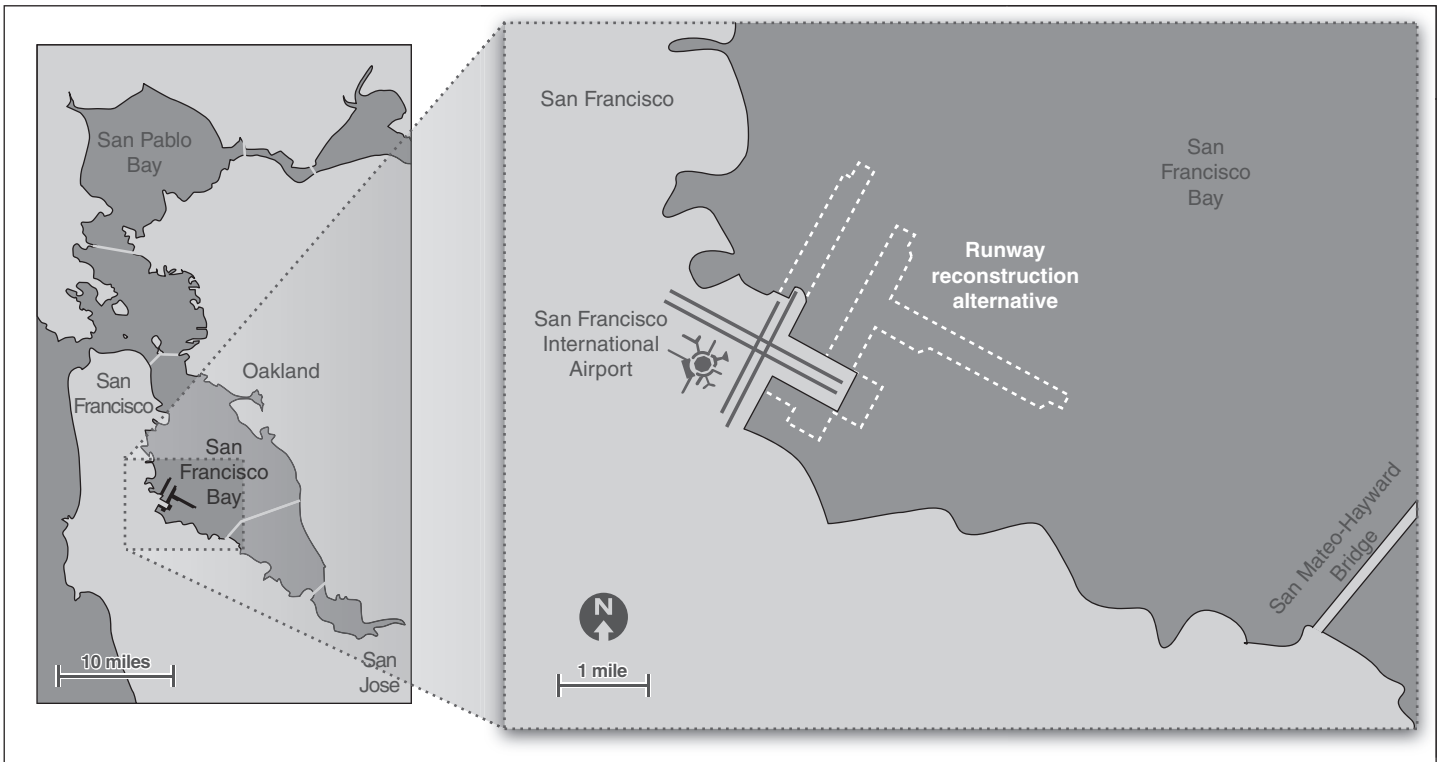 San Pablo
Bay
San
Francisco
Oakland
San
Francisco
Bay
10 miles
San
Jose
San Francisco
San
Francisco
Bay
Runway
reconstruction
alternative
San Francisco
International
Airport
San Mateo-Hayward
Bridge
N
1 mile